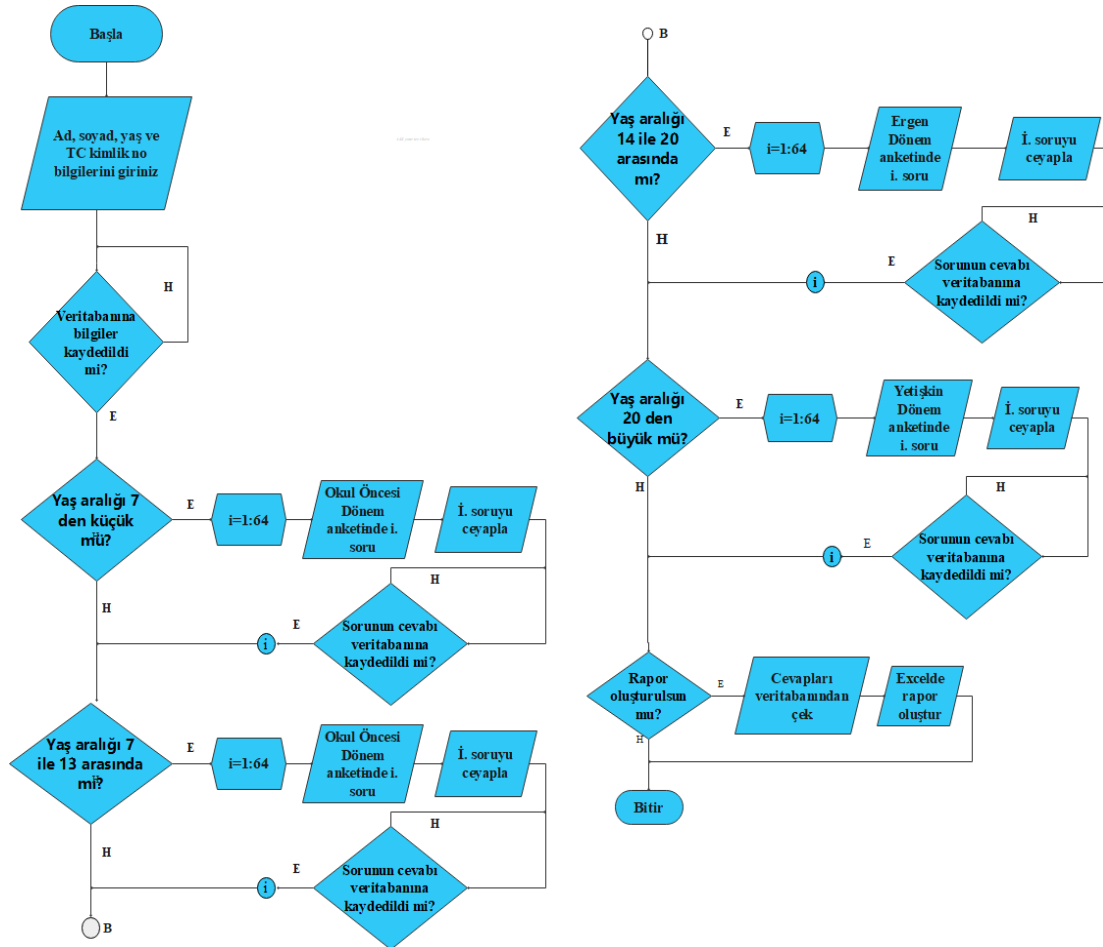 Başla
Ad, soyad, yaş ve
TC kimlik no
bilgilerini giriniz
H
Veritabanına
bilgiler
kaydedildi
mi?
E
Yaş aralığı 7
den küçük
mü?
E
i=1:64
Okul Öncesi
Dönem
anketinde i.
soru
İ. soruyu
ceyapla
H
H
E
i
Sorunun cevabı
veritabanına
kaydedildi mi?
Yaş aralığı 7
ile 13 arasında
mi?
E
i=1:64
Okul Öncesi
Dönem
anketinde i.
soru
İ. soruyu
ceyapla
H
H
E
i
Sorunun cevabı
veritabanına
kaydedildi mi?
B
B
Yaş aralığı
14 ile 20
arasında
mı?
E
i=1:64
Ergen
Dönem
anketinde
i. soru
İ. soruyu
ceyapla
H
H
E
i
Sorunun cevabı
veritabanına
kaydedildi mi?
Yaş aralığı
20 den
büyük mü?
E
i=1:64
Yetişkin
Dönem
anketinde
i. soru
İ. soruyu
ceyapla
H
H
E
i
Sorunun cevabı
veritabanına
kaydedildi mi?
Rapor
oluşturulsun
mu?
E
Cevapları
veritabanından
çek
Excelde
rapor
oluştur
H
Bitir